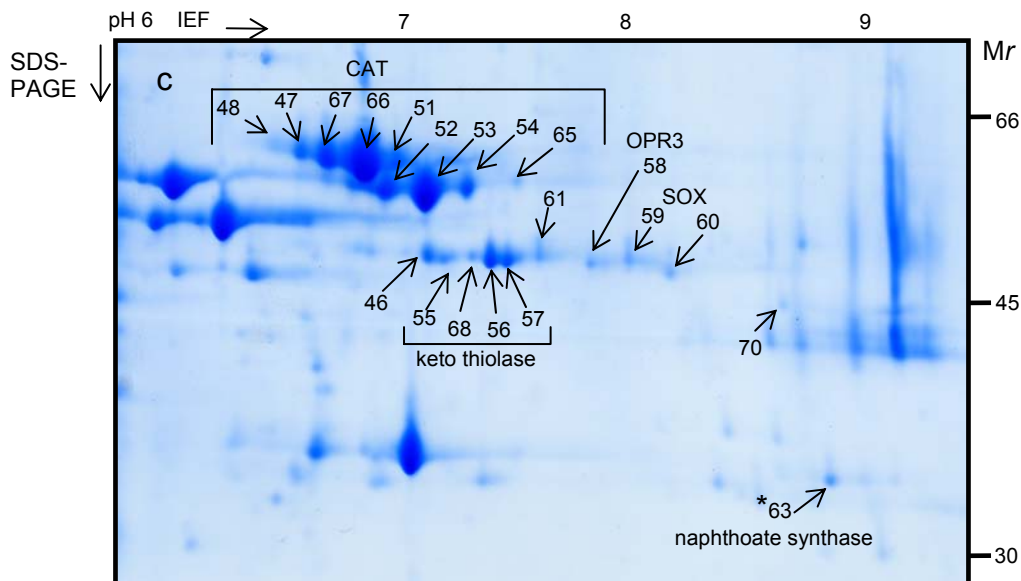 pH 6 IEF 7 8 9
SDS-
PAGE
Mr
C
CAT
48 47 67 66 51
52 53 54 65
66
OPR3
58
SOX
59 60
61
46
55 68 56 57
keto thiolase
45
70
*63
naphthoate synthase
30